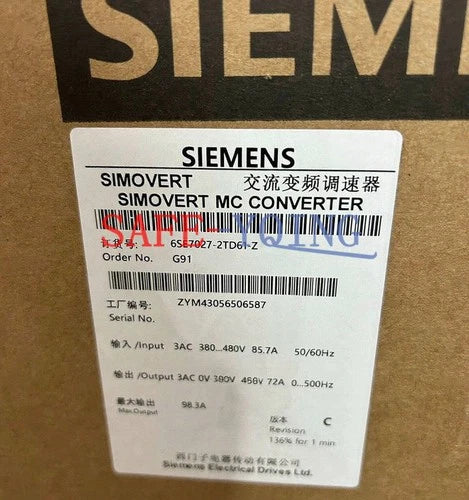 SIEM
SIEMENS
SIMOVERT 交流变频调速器
SIMOVERT MC CONVERTER
SAFE-YQING
订货号: 6SE7027-2TD61-Z
Order No. G91
工厂编号: ZYM43056506587
Serial No.
输入 /Input 3AC 380...480V 85.7A 50/60Hz
输出 /Output 3AC 0V 380V 480V 72A 0...500Hz
最大输出 98.3A
Max.Output
版本 C
Revision
136% for 1 min
西门子电器传动有限公司
Siemens Electrical Drives Ltd.